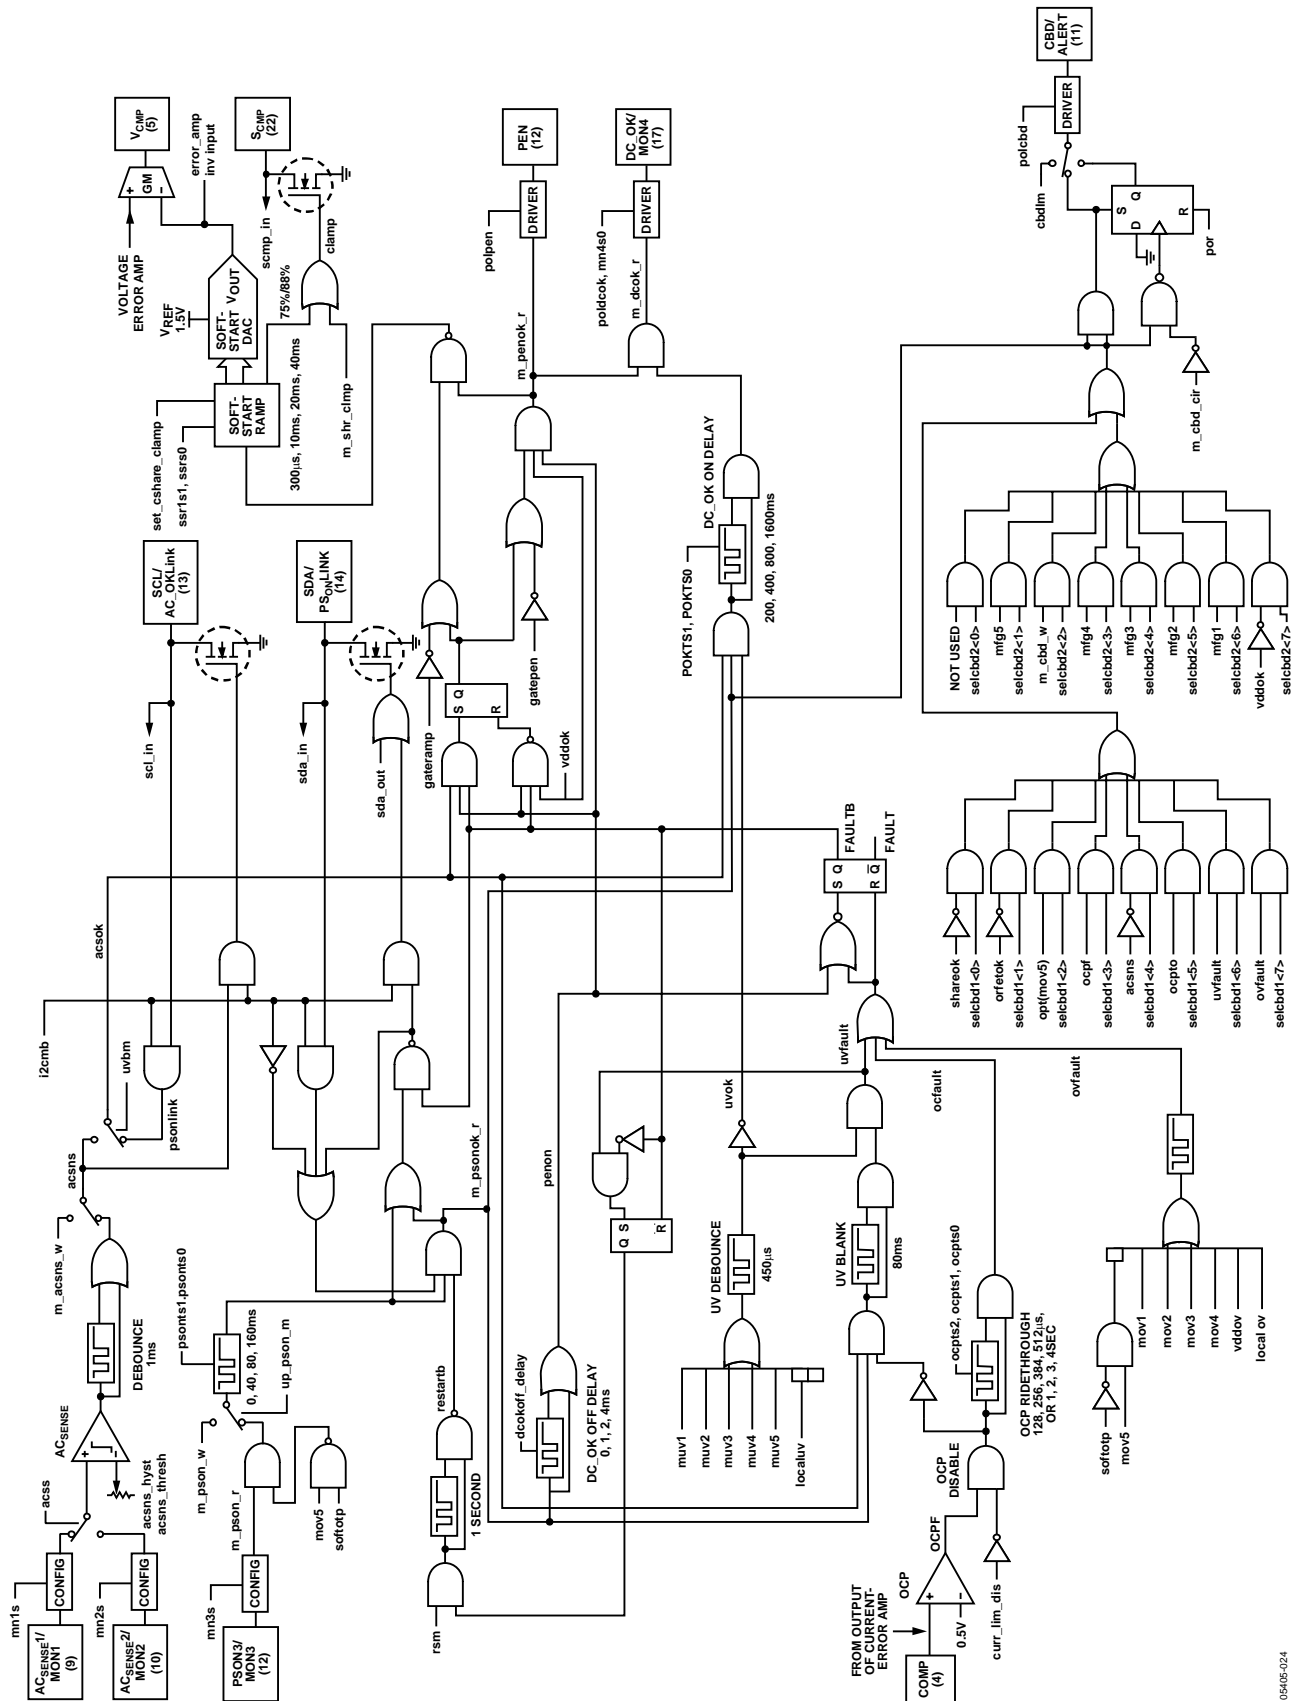 V_CMP
(5)
S_CMP
(22)
error_amp
inv input
+
GM
−
VOLTAGE
ERROR AMP
V_REF
1.5V
SOFT-
START
DAC
V_OUT
scmp_in
clamp
75%/88%
SOFT-
START
RAMP
set_cshare_clamp
ssr1s1, ssrs0
300µs, 10ms, 20ms, 40ms
m_shr_clmp
PEN
(12)
DRIVER
polpen
m_penok_r
DC_OK/
MON4
(17)
DRIVER
poldcok, mn4s0
m_dcok_r
CBD/
ALERT
(11)
DRIVER
polcbd
cbdlm
S
D
Q
R
por
m_cbd_clr
SCL/
AC_OKLink
(13)
scl_in
SDA/
PS_ONLINK
(14)
sda_in
sda_out
gateramp
gatepen
S Q
R
vddok
POKTS1, POKTS0
DC_OK ON DELAY
200, 400, 800, 1600ms
NOT USED
selcbd2<0>
mfg5
selcbd2<1>
m_cbd_w
selcbd2<2>
mfg4
selcbd2<3>
mfg3
selcbd2<4>
mfg2
selcbd2<5>
mfg1
selcbd2<6>
vddok
selcbd2<7>
FAULTB
FAULT
S Q
R Q
shareok
selcbd1<0>
orfetok
selcbd1<1>
opt(mov5)
selcbd1<2>
ocpf
selcbd1<3>
acsns
selcbd1<4>
ocpto
selcbd1<5>
uvfault
selcbd1<6>
ovfault
selcbd1<7>
acsok
i2cmb
uvbm
psonlink
acsns
m_acsns_w
DEBOUNCE
1ms
AC_SENSE
+
−
acss
acsns_hyst
acsns_thresh
mn1s
CONFIG
AC_SENSE1/
MON1
(9)
mn2s
CONFIG
AC_SENSE2/
MON2
(10)
psonts1.psonts0
0, 40, 80, 160ms
up_pson_m
m_pson_w
m_pson_r
mov5
softotp
mn3s
CONFIG
PSON3/
MON3
(12)
m_psonok_r
restartb
1 SECOND
rsm
penon
dcokoff_delay
DC_OK OFF DELAY
0, 1, 2, 4ms
Q S
R
uvok
uvfault
ocfault
ovfault
UV DEBOUNCE
450µs
muv1
muv2
muv3
muv4
muv5
localuv
UV BLANK
80ms
ocpts2, ocpts1, ocpts0
OCP RIDETHROUGH
128, 256, 384, 512µs,
OR 1, 2, 3, 4SEC
OCP
DISABLE
OCPF
OCP
+
−
0.5V
curr_lim_dis
FROM OUTPUT
OF CURRENT-
ERROR AMP
COMP
(4)
softotp
mov5
mov1
mov2
mov3
mov4
vddov
local ov
05405-024